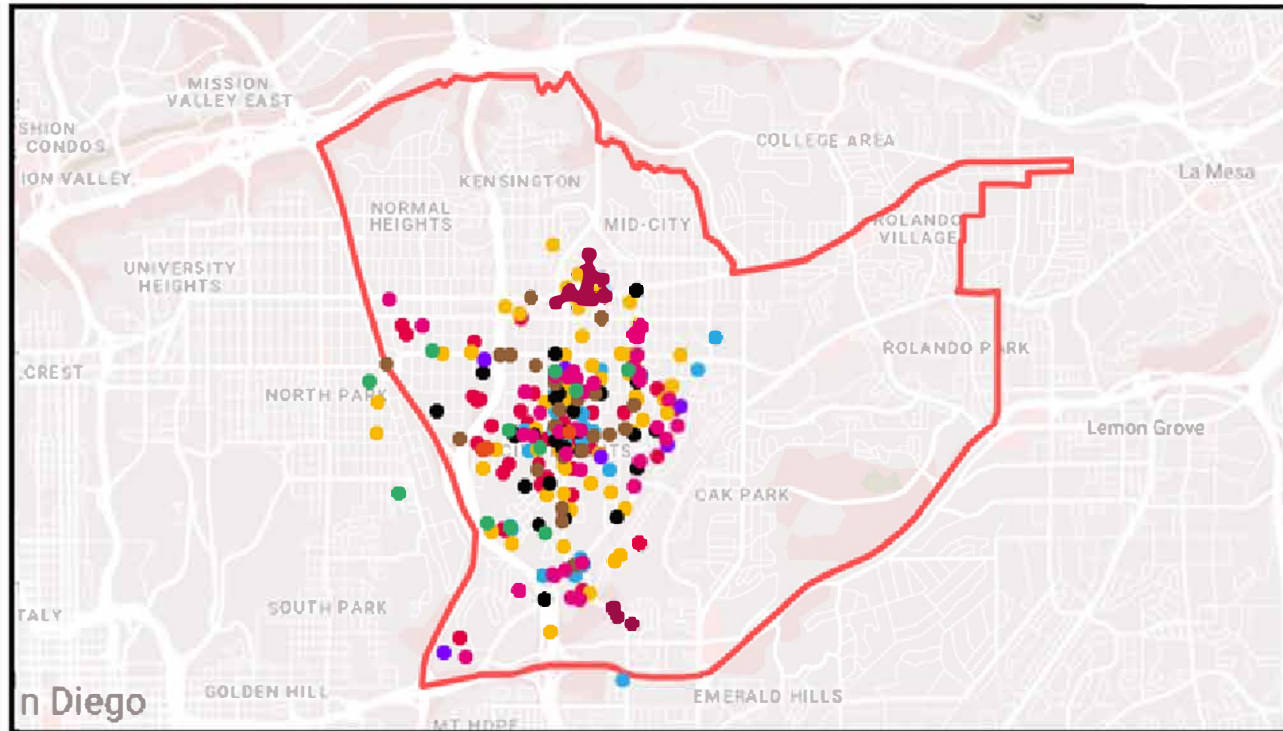 MISSION
VALLEY EAST
SHION
CONDOS
COLLEGE AREA
ION VALLEY
La Mesa
KENSINGTON
NORMAL
HEIGHTS
MID-CITY
ROLANDO
VILLAGE
UNIVERSITY
HEIGHTS
ROLANDO PARK
CREST
NORTH PARK
Lemon Grove
OAK PARK
SOUTH PARK
TALY
GOLDEN HILL
EMERALD HILLS
n Diego
MT HOPE